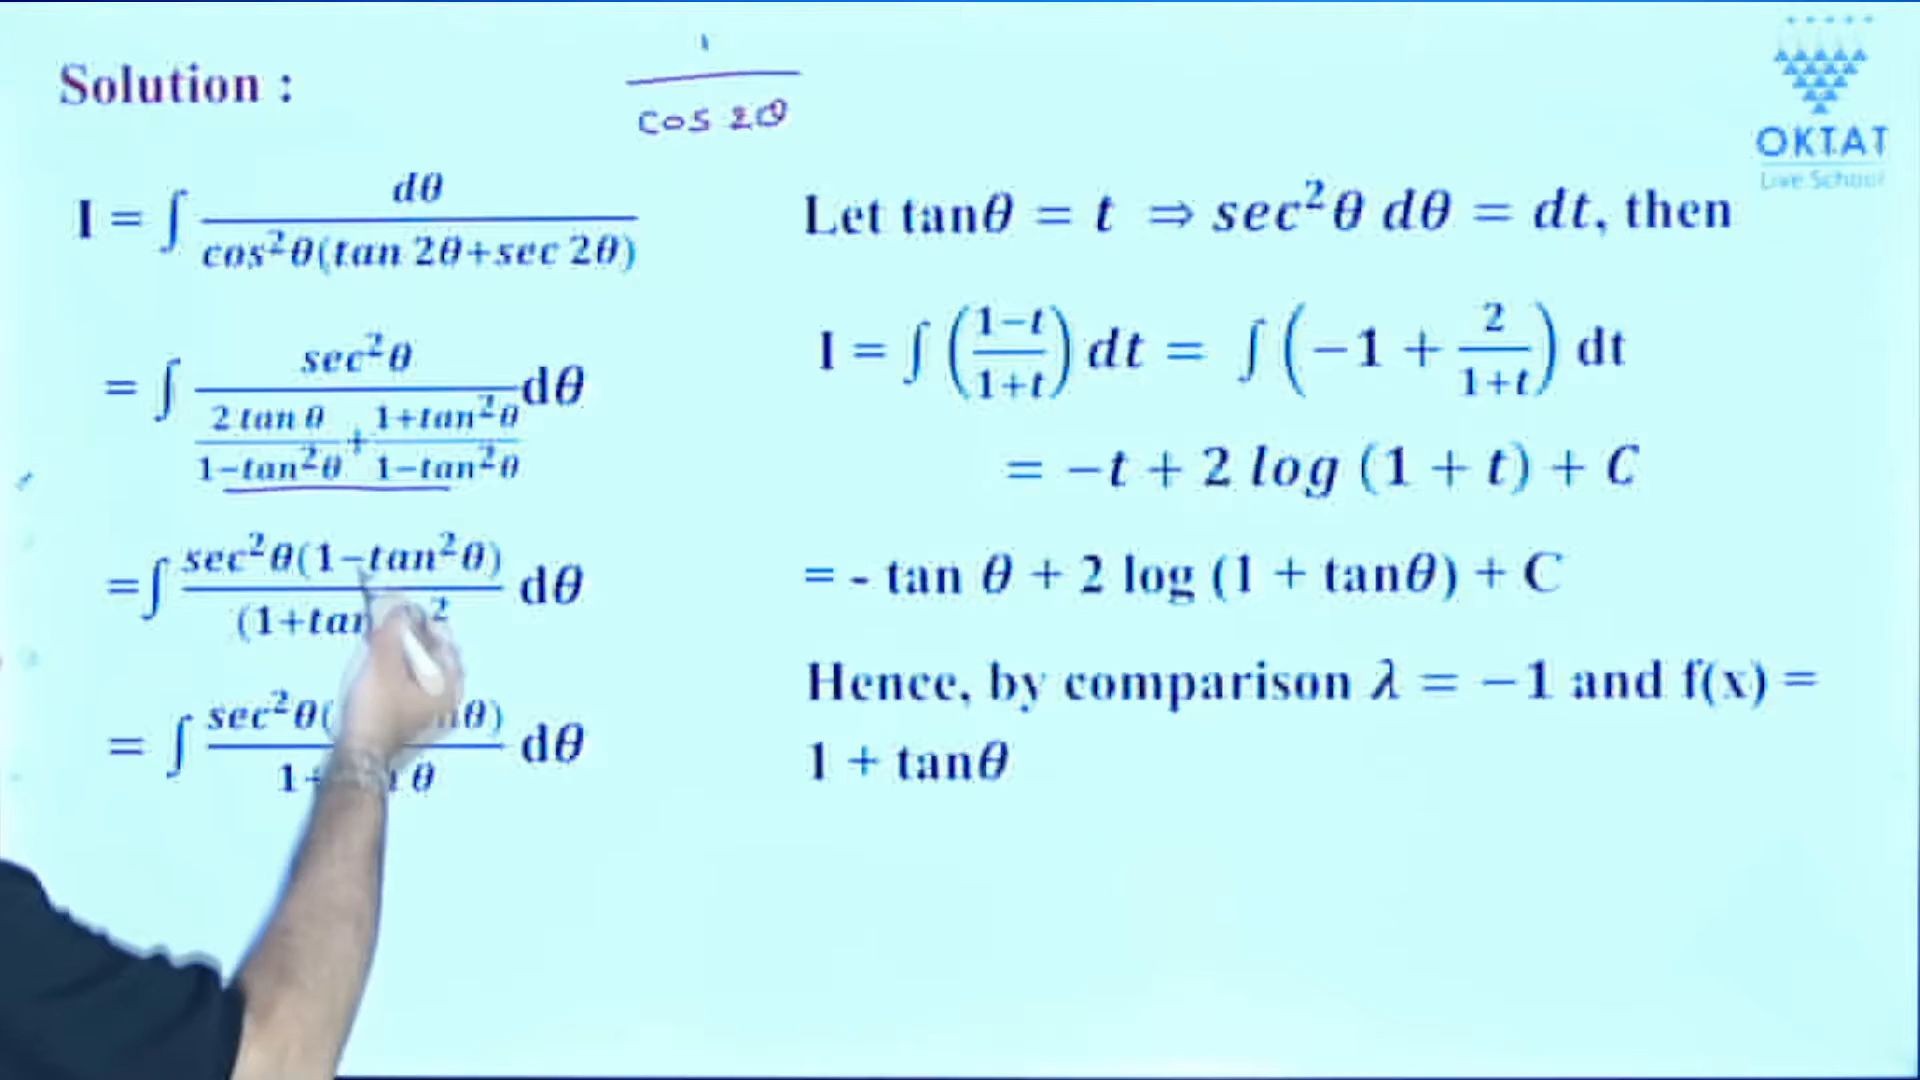 Solution :
1
cos 2θ
OKTAT
Live School
I = ∫ dθ / cos²θ(tan 2θ+sec 2θ)
= ∫ sec²θ / (2 tan θ / 1−tan²θ + 1+tan²θ / 1−tan²θ) dθ
=∫ sec²θ(1−tan²θ) / (1+tan ² dθ
= ∫ sec²θ( θ) / 1+ θ dθ
Let tanθ = t ⇒ sec²θ dθ = dt, then
I = ∫ (1−t / 1+t) dt = ∫ (−1 + 2 / 1+t) dt
= −t + 2 log (1 + t) + C
= - tan θ + 2 log (1 + tanθ) + C
Hence, by comparison λ = −1 and f(x) =
1 + tanθ